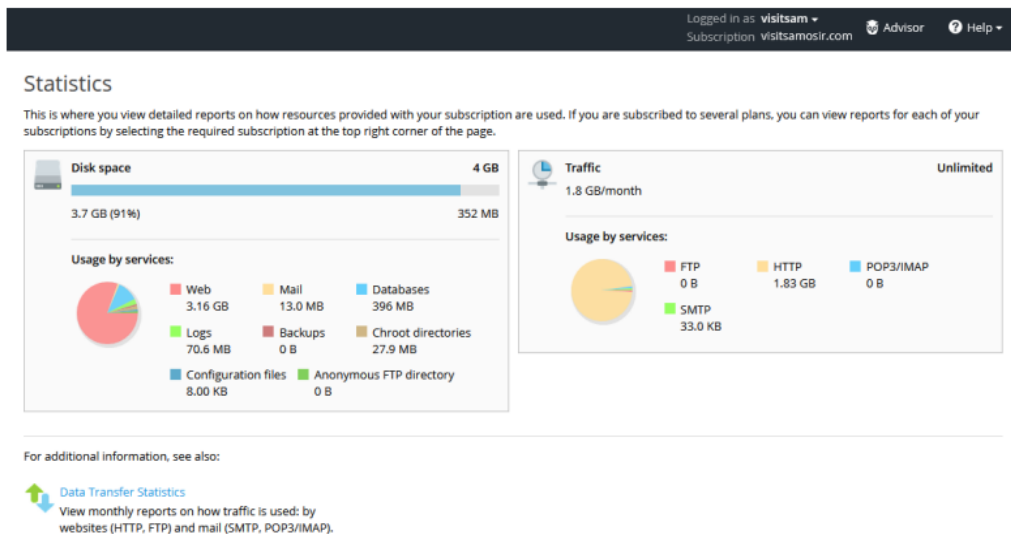 Logged in as visitsam
Subscription visitsamosir.com
Advisor
Help
Statistics
This is where you view detailed reports on how resources provided with your subscription are used. If you are subscribed to several plans, you can view reports for each of your
subscriptions by selecting the required subscription at the top right corner of the page.
Disk space 4 GB
3.7 GB (91%) 352 MB
Usage by services:
Web Mail Databases
3.16 GB 13.0 MB 396 MB
Logs Backups Chroot directories
70.6 MB 0 B 27.9 MB
Configuration files Anonymous FTP directory
8.00 KB 0 B
Traffic Unlimited
1.8 GB/month
Usage by services:
FTP HTTP POP3/IMAP
0 B 1.83 GB 0 B
SMTP
33.0 KB
For additional information, see also:
Data Transfer Statistics
View monthly reports on how traffic is used: by
websites (HTTP, FTP) and mail (SMTP, POP3/IMAP).